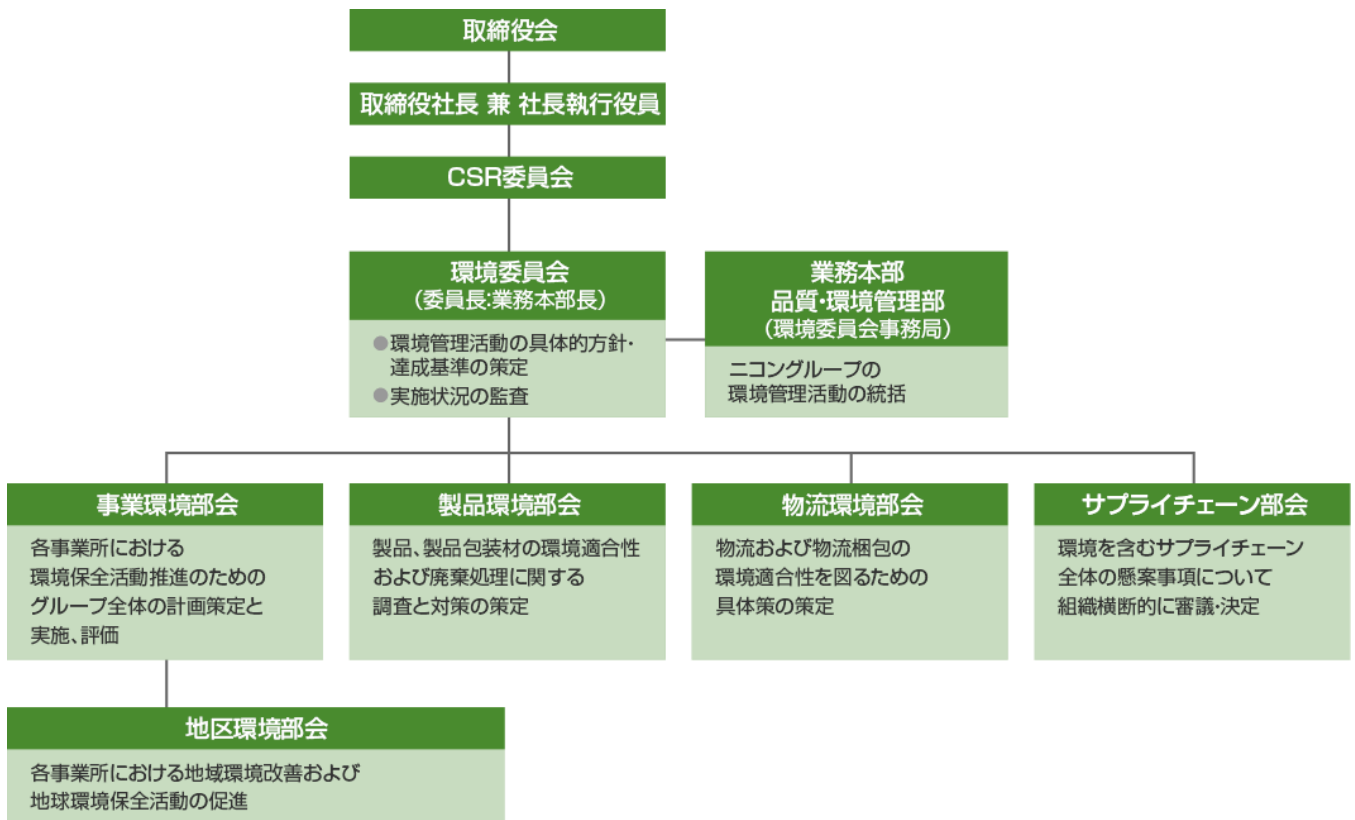 取締役会
取締役社長 兼 社長執行役員
CSR委員会
環境委員会
(委員長:業務本部長)
●環境管理活動の具体的方針・
達成基準の策定
●実施状況の監査
業務本部
品質・環境管理部
(環境委員会事務局)
ニコングループの
環境管理活動の統括
事業環境部会
各事業所における
環境保全活動推進のための
グループ全体の計画策定と
実施、評価
製品環境部会
製品、製品包装材の環境適合性
および廃棄処理に関する
調査と対策の策定
物流環境部会
物流および物流梱包の
環境適合性を図るための
具体策の策定
サプライチェーン部会
環境を含むサプライチェーン
全体の懸案事項について
組織横断的に審議・決定
地区環境部会
各事業所における地域環境改善および
地球環境保全活動の促進